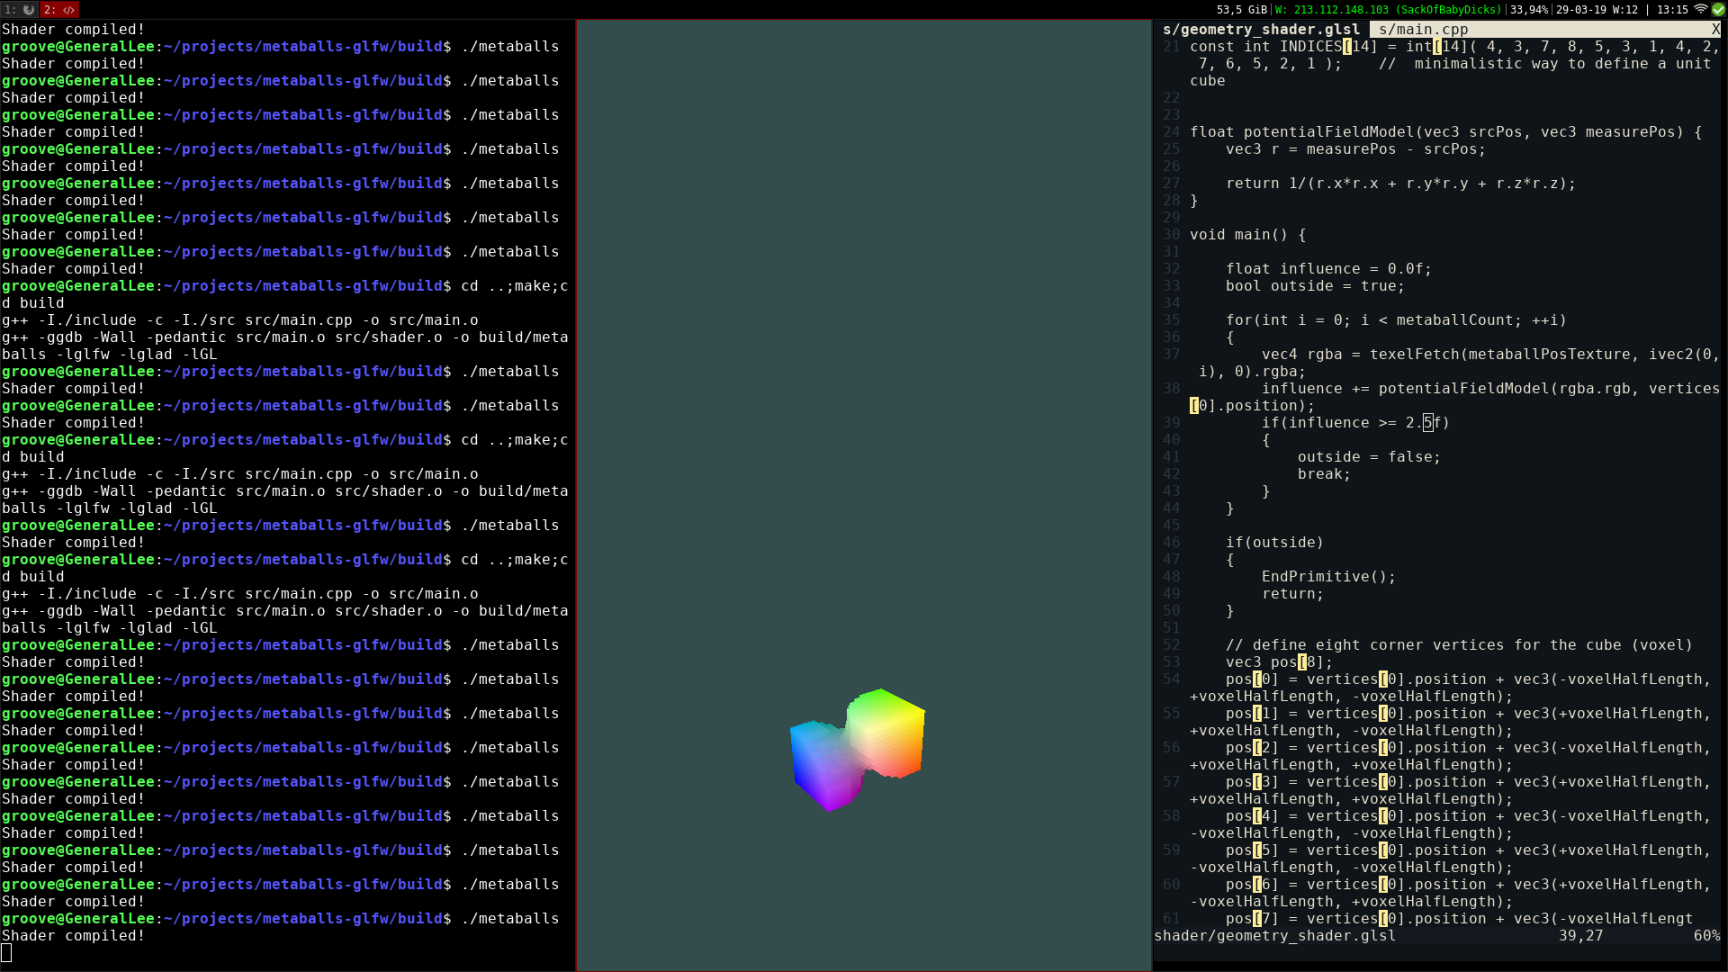 1:
2: </>
53,5 GiB|W: 213.112.148.103 (SackOfBabyDicks)|33,94%|29-03-19 W:12 | 13:15
Shader compiled!
groove@GeneralLee:~/projects/metaballs-glfw/build$ ./metaballs
Shader compiled!
groove@GeneralLee:~/projects/metaballs-glfw/build$ ./metaballs
Shader compiled!
groove@GeneralLee:~/projects/metaballs-glfw/build$ ./metaballs
Shader compiled!
groove@GeneralLee:~/projects/metaballs-glfw/build$ ./metaballs
Shader compiled!
groove@GeneralLee:~/projects/metaballs-glfw/build$ ./metaballs
Shader compiled!
groove@GeneralLee:~/projects/metaballs-glfw/build$ ./metaballs
Shader compiled!
groove@GeneralLee:~/projects/metaballs-glfw/build$ ./metaballs
Shader compiled!
groove@GeneralLee:~/projects/metaballs-glfw/build$ cd ..;make;c
d build
g++ -I./include -c -I./src src/main.cpp -o src/main.o
g++ -ggdb -Wall -pedantic src/main.o src/shader.o -o build/meta
balls -lglfw -lglad -lGL
groove@GeneralLee:~/projects/metaballs-glfw/build$ ./metaballs
Shader compiled!
groove@GeneralLee:~/projects/metaballs-glfw/build$ ./metaballs
Shader compiled!
groove@GeneralLee:~/projects/metaballs-glfw/build$ cd ..;make;c
d build
g++ -I./include -c -I./src src/main.cpp -o src/main.o
g++ -ggdb -Wall -pedantic src/main.o src/shader.o -o build/meta
balls -lglfw -lglad -lGL
groove@GeneralLee:~/projects/metaballs-glfw/build$ ./metaballs
Shader compiled!
groove@GeneralLee:~/projects/metaballs-glfw/build$ cd ..;make;c
d build
g++ -I./include -c -I./src src/main.cpp -o src/main.o
g++ -ggdb -Wall -pedantic src/main.o src/shader.o -o build/meta
balls -lglfw -lglad -lGL
groove@GeneralLee:~/projects/metaballs-glfw/build$ ./metaballs
Shader compiled!
groove@GeneralLee:~/projects/metaballs-glfw/build$ ./metaballs
Shader compiled!
groove@GeneralLee:~/projects/metaballs-glfw/build$ ./metaballs
Shader compiled!
groove@GeneralLee:~/projects/metaballs-glfw/build$ ./metaballs
Shader compiled!
groove@GeneralLee:~/projects/metaballs-glfw/build$ ./metaballs
Shader compiled!
groove@GeneralLee:~/projects/metaballs-glfw/build$ ./metaballs
Shader compiled!
groove@GeneralLee:~/projects/metaballs-glfw/build$ ./metaballs
Shader compiled!
groove@GeneralLee:~/projects/metaballs-glfw/build$ ./metaballs
Shader compiled!
groove@GeneralLee:~/projects/metaballs-glfw/build$ ./metaballs
Shader compiled!
s/geometry_shader.glsl s/main.cpp X
21 const int INDICES[14] = int[14]( 4, 3, 7, 8, 5, 3, 1, 4, 2,
7, 6, 5, 2, 1 );    //  minimalistic way to define a unit
cube
22
23
24 float potentialFieldModel(vec3 srcPos, vec3 measurePos) {
25     vec3 r = measurePos - srcPos;
26
27     return 1/(r.x*r.x + r.y*r.y + r.z*r.z);
28 }
29
30 void main() {
31
32     float influence = 0.0f;
33     bool outside = true;
34
35     for(int i = 0; i < metaballCount; ++i)
36     {
37         vec4 rgba = texelFetch(metaballPosTexture, ivec2(0,
i), 0).rgba;
38         influence += potentialFieldModel(rgba.rgb, vertices
[0].position);
39         if(influence >= 2.5f)
40         {
41             outside = false;
42             break;
43         }
44     }
45
46     if(outside)
47     {
48         EndPrimitive();
49         return;
50     }
51
52     // define eight corner vertices for the cube (voxel)
53     vec3 pos[8];
54     pos[0] = vertices[0].position + vec3(-voxelHalfLength,
+voxelHalfLength, -voxelHalfLength);
55     pos[1] = vertices[0].position + vec3(+voxelHalfLength,
+voxelHalfLength, -voxelHalfLength);
56     pos[2] = vertices[0].position + vec3(-voxelHalfLength,
+voxelHalfLength, +voxelHalfLength);
57     pos[3] = vertices[0].position + vec3(+voxelHalfLength,
+voxelHalfLength, +voxelHalfLength);
58     pos[4] = vertices[0].position + vec3(-voxelHalfLength,
-voxelHalfLength, -voxelHalfLength);
59     pos[5] = vertices[0].position + vec3(+voxelHalfLength,
-voxelHalfLength, -voxelHalfLength);
60     pos[6] = vertices[0].position + vec3(+voxelHalfLength,
-voxelHalfLength, +voxelHalfLength);
61     pos[7] = vertices[0].position + vec3(-voxelHalfLengt
shader/geometry_shader.glsl 39,27 60%